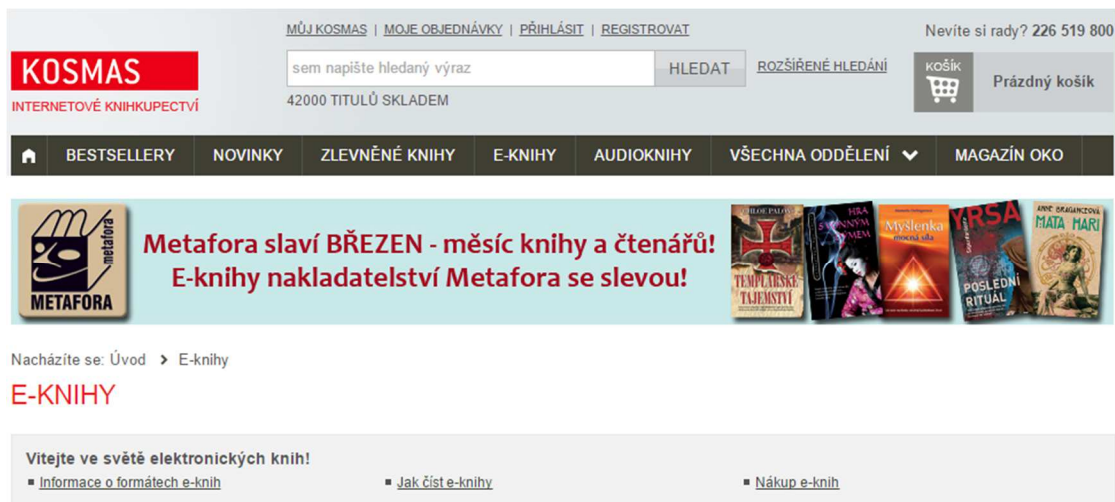 MŮJ KOSMAS | MOJE OBJEDNÁVKY | PŘIHLÁSIT | REGISTROVAT
Nevíte si rady? 226 519 800
KOSMAS
INTERNETOVÉ KNIHKUPECTVÍ
sem napište hledaný výraz
HLEDAT
ROZŠÍŘENÉ HLEDÁNÍ
42000 TITULŮ SKLADEM
KOŠÍK
Prázdný košík
BESTSELLERY NOVINKY ZLEVNĚNÉ KNIHY E-KNIHY AUDIOKNIHY VŠECHNA ODDĚLENÍ MAGAZÍN OKO
metafora
METAFORA
Metafora slaví BŘEZEN - měsíc knihy a čtenářů!
E-knihy nakladatelství Metafora se slevou!
TEMPLÁŘSKÉ
TAJEMSTVÍ
HRA
Myšlenka
mocná síla
YRSA
POSLEDNÍ
RITUÁL
MATA HARI
Nacházíte se: Úvod > E-knihy
E-KNIHY
Vítejte ve světě elektronických knih!
Informace o formátech e-knih
Jak číst e-knihy
Nákup e-knih